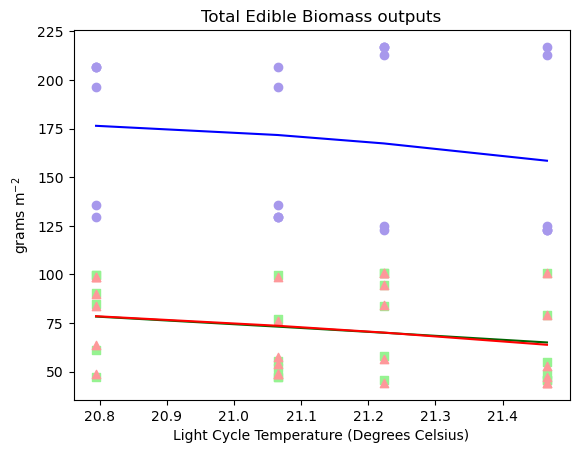 Total Edible Biomass outputs
225
200
175
150
125
100
75
50
grams m⁻²
20.8 20.9 21.0 21.1 21.2 21.3 21.4
Light Cycle Temperature (Degrees Celsius)